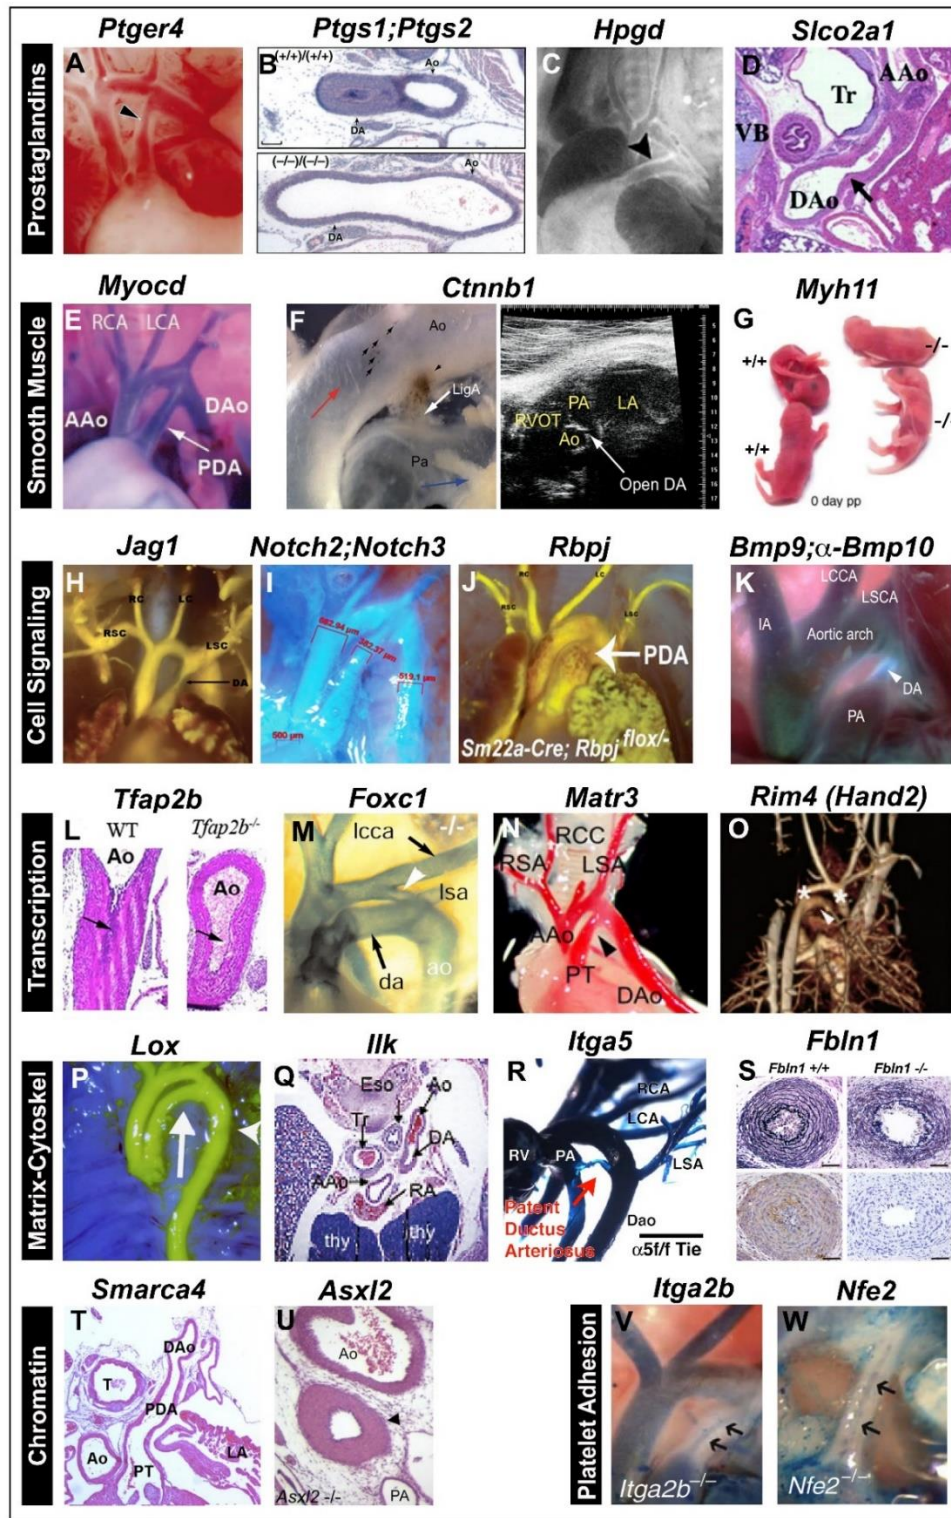 Prostaglandins
Ptger4
Ptgs1;Ptgs2
Hpgd
Slco2a1
A
B (+/+)/(+/+)
Ao
DA
(–/–)/(–/–)
Ao
DA
C
D
AAo
Tr
VB
DAo
Smooth Muscle
Myocd
Ctnnb1
Myh11
E RCA LCA
AAo
DAo
PDA
F
Ao
LigA
Pa
PA LA
RVOT
Ao
Open DA
G
+/+
-/-
+/+
-/-
0 day pp
Cell Signaling
Jag1
Notch2;Notch3
Rbpj
Bmp9;α-Bmp10
H
RC LC
RSC
LSC
DA
I
500 µm
J
RC LC
RSC
LSC
PDA
Sm22a-Cre; Rbpj flox/-
K
LCCA
LSCA
IA
Aortic arch
DA
PA
Transcription
Tfap2b
Foxc1
Matr3
Rim4 (Hand2)
L WT Tfap2b-/-
Ao
Ao
M
lcca
-/-
lsa
ao
da
N
RCC
RSA
LSA
AAo
PT
DAo
O
* *
Matrix-Cytoskel
Lox
Ilk
Itga5
Fbln1
P
Q
Eso
Ao
Tr
DA
AAo
RA
thy thy
R
RCA
LCA
RV PA
LSA
Patent
Ductus
Arteriosus
Dao
α5f/f Tie
S Fbln1 +/+ Fbln1 -/-
Chromatin
Smarca4
Asxl2
T
DAo
T
PDA
Ao
PT
LA
U
Ao
PA
Asxl2 -/-
Platelet Adhesion
Itga2b
Nfe2
V
Itga2b–/–
W
Nfe2–/–